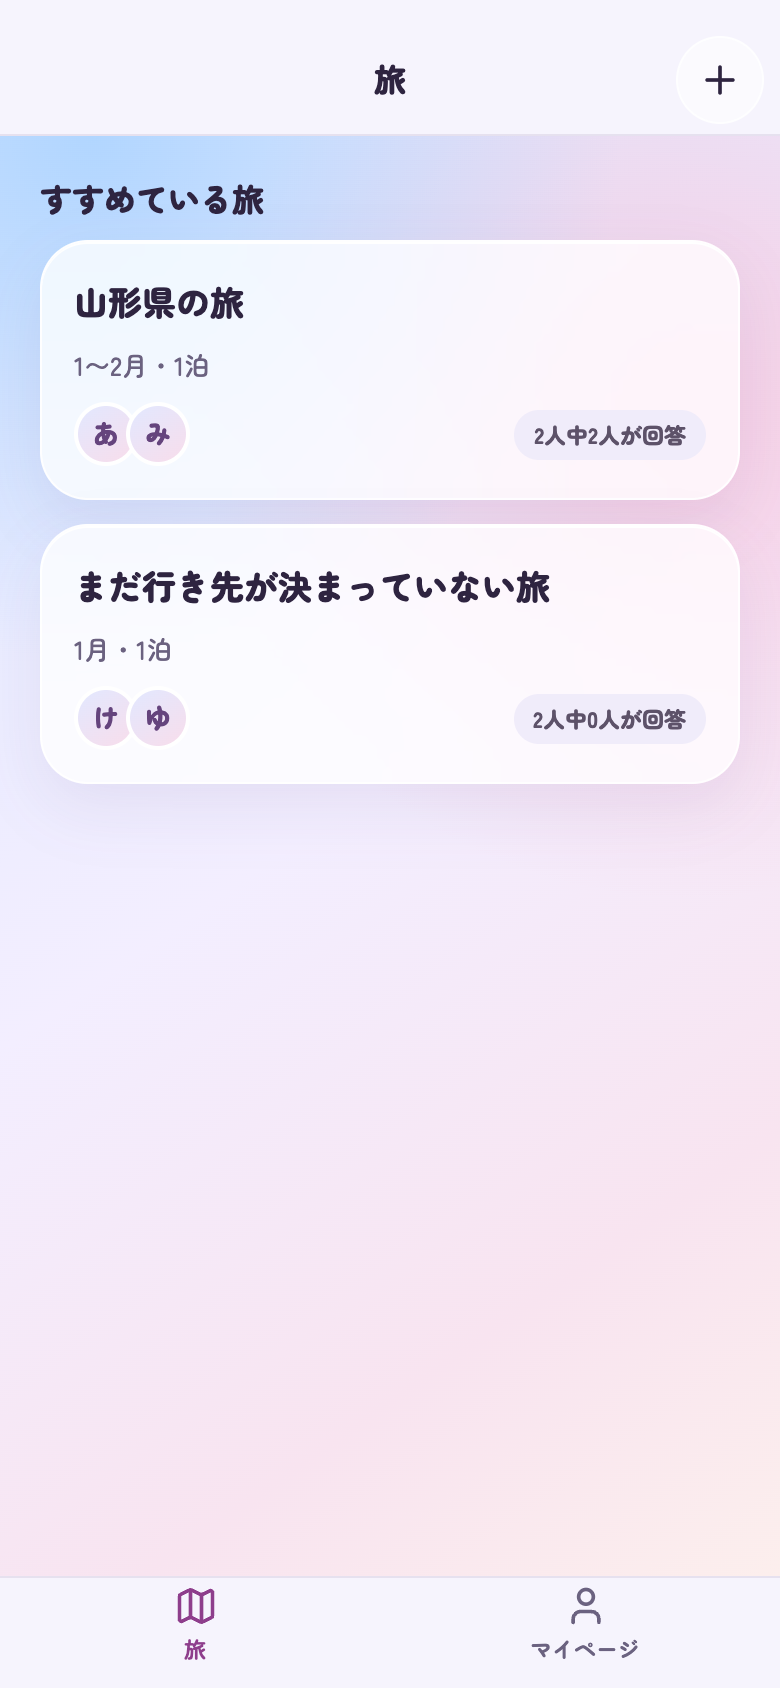 旅
すすめている旅
山形県の旅
1〜2月・1泊
あ み
2人中2人が回答
まだ行き先が決まっていない旅
1月・1泊
け ゆ
2人中0人が回答
旅
マイページ